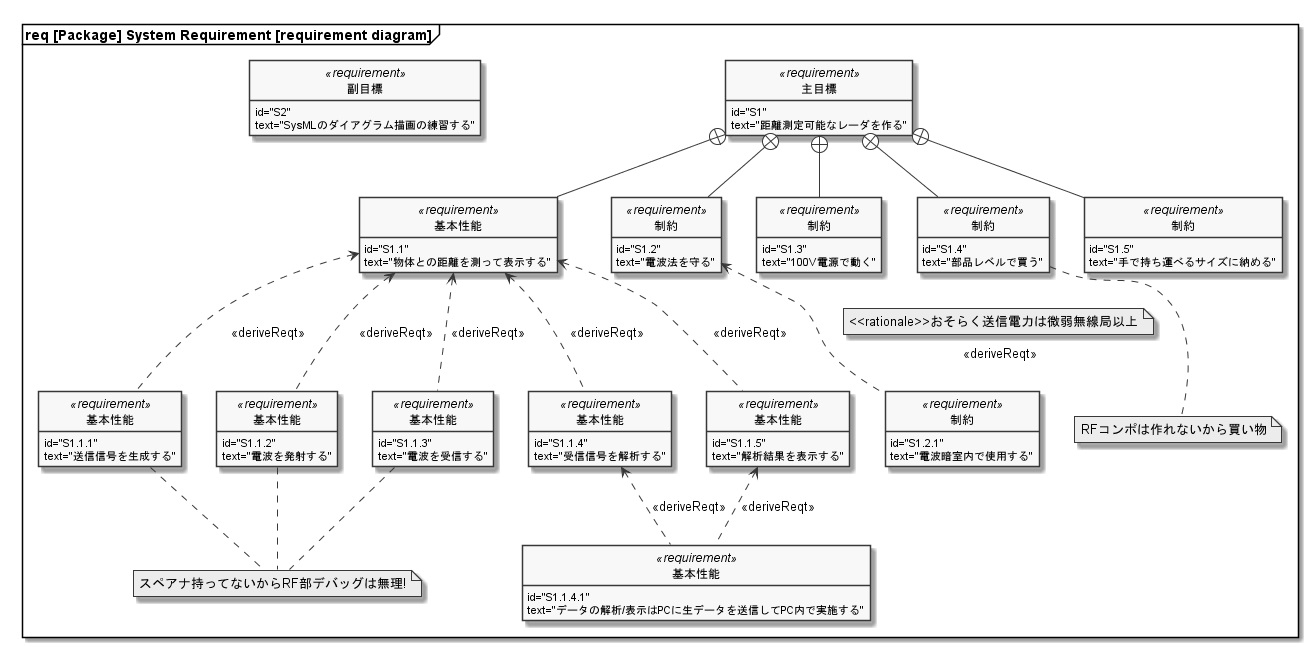 req [Package] System Requirement [requirement diagram]
«requirement»
副目標
id="S2"
text="SysMLのダイアグラム描画の練習する"
«requirement»
主目標
id="S1"
text="距離測定可能なレーダを作る"
«requirement»
基本性能
id="S1.1"
text="物体との距離を測って表示する"
«requirement»
制約
id="S1.2"
text="電波法を守る"
«requirement»
制約
id="S1.3"
text="100V電源で動く"
«requirement»
制約
id="S1.4"
text="部品レベルで買う"
«requirement»
制約
id="S1.5"
text="手で持ち運べるサイズに納める"
<<rationale>>おそらく送信電力は微弱無線局以上
«deriveReqt»
«deriveReqt»
«deriveReqt»
«deriveReqt»
«deriveReqt»
«deriveReqt»
«requirement»
基本性能
id="S1.1.1"
text="送信信号を生成する"
«requirement»
基本性能
id="S1.1.2"
text="電波を発射する"
«requirement»
基本性能
id="S1.1.3"
text="電波を受信する"
«requirement»
基本性能
id="S1.1.4"
text="受信信号を解析する"
«requirement»
基本性能
id="S1.1.5"
text="解析結果を表示する"
«requirement»
制約
id="S1.2.1"
text="電波暗室内で使用する"
RFコンポは作れないから買い物
«deriveReqt»
«deriveReqt»
スペアナ持ってないからRF部デバッグは無理!
«requirement»
基本性能
id="S1.1.4.1"
text="データの解析/表示はPCに生データを送信してPC内で実施する"